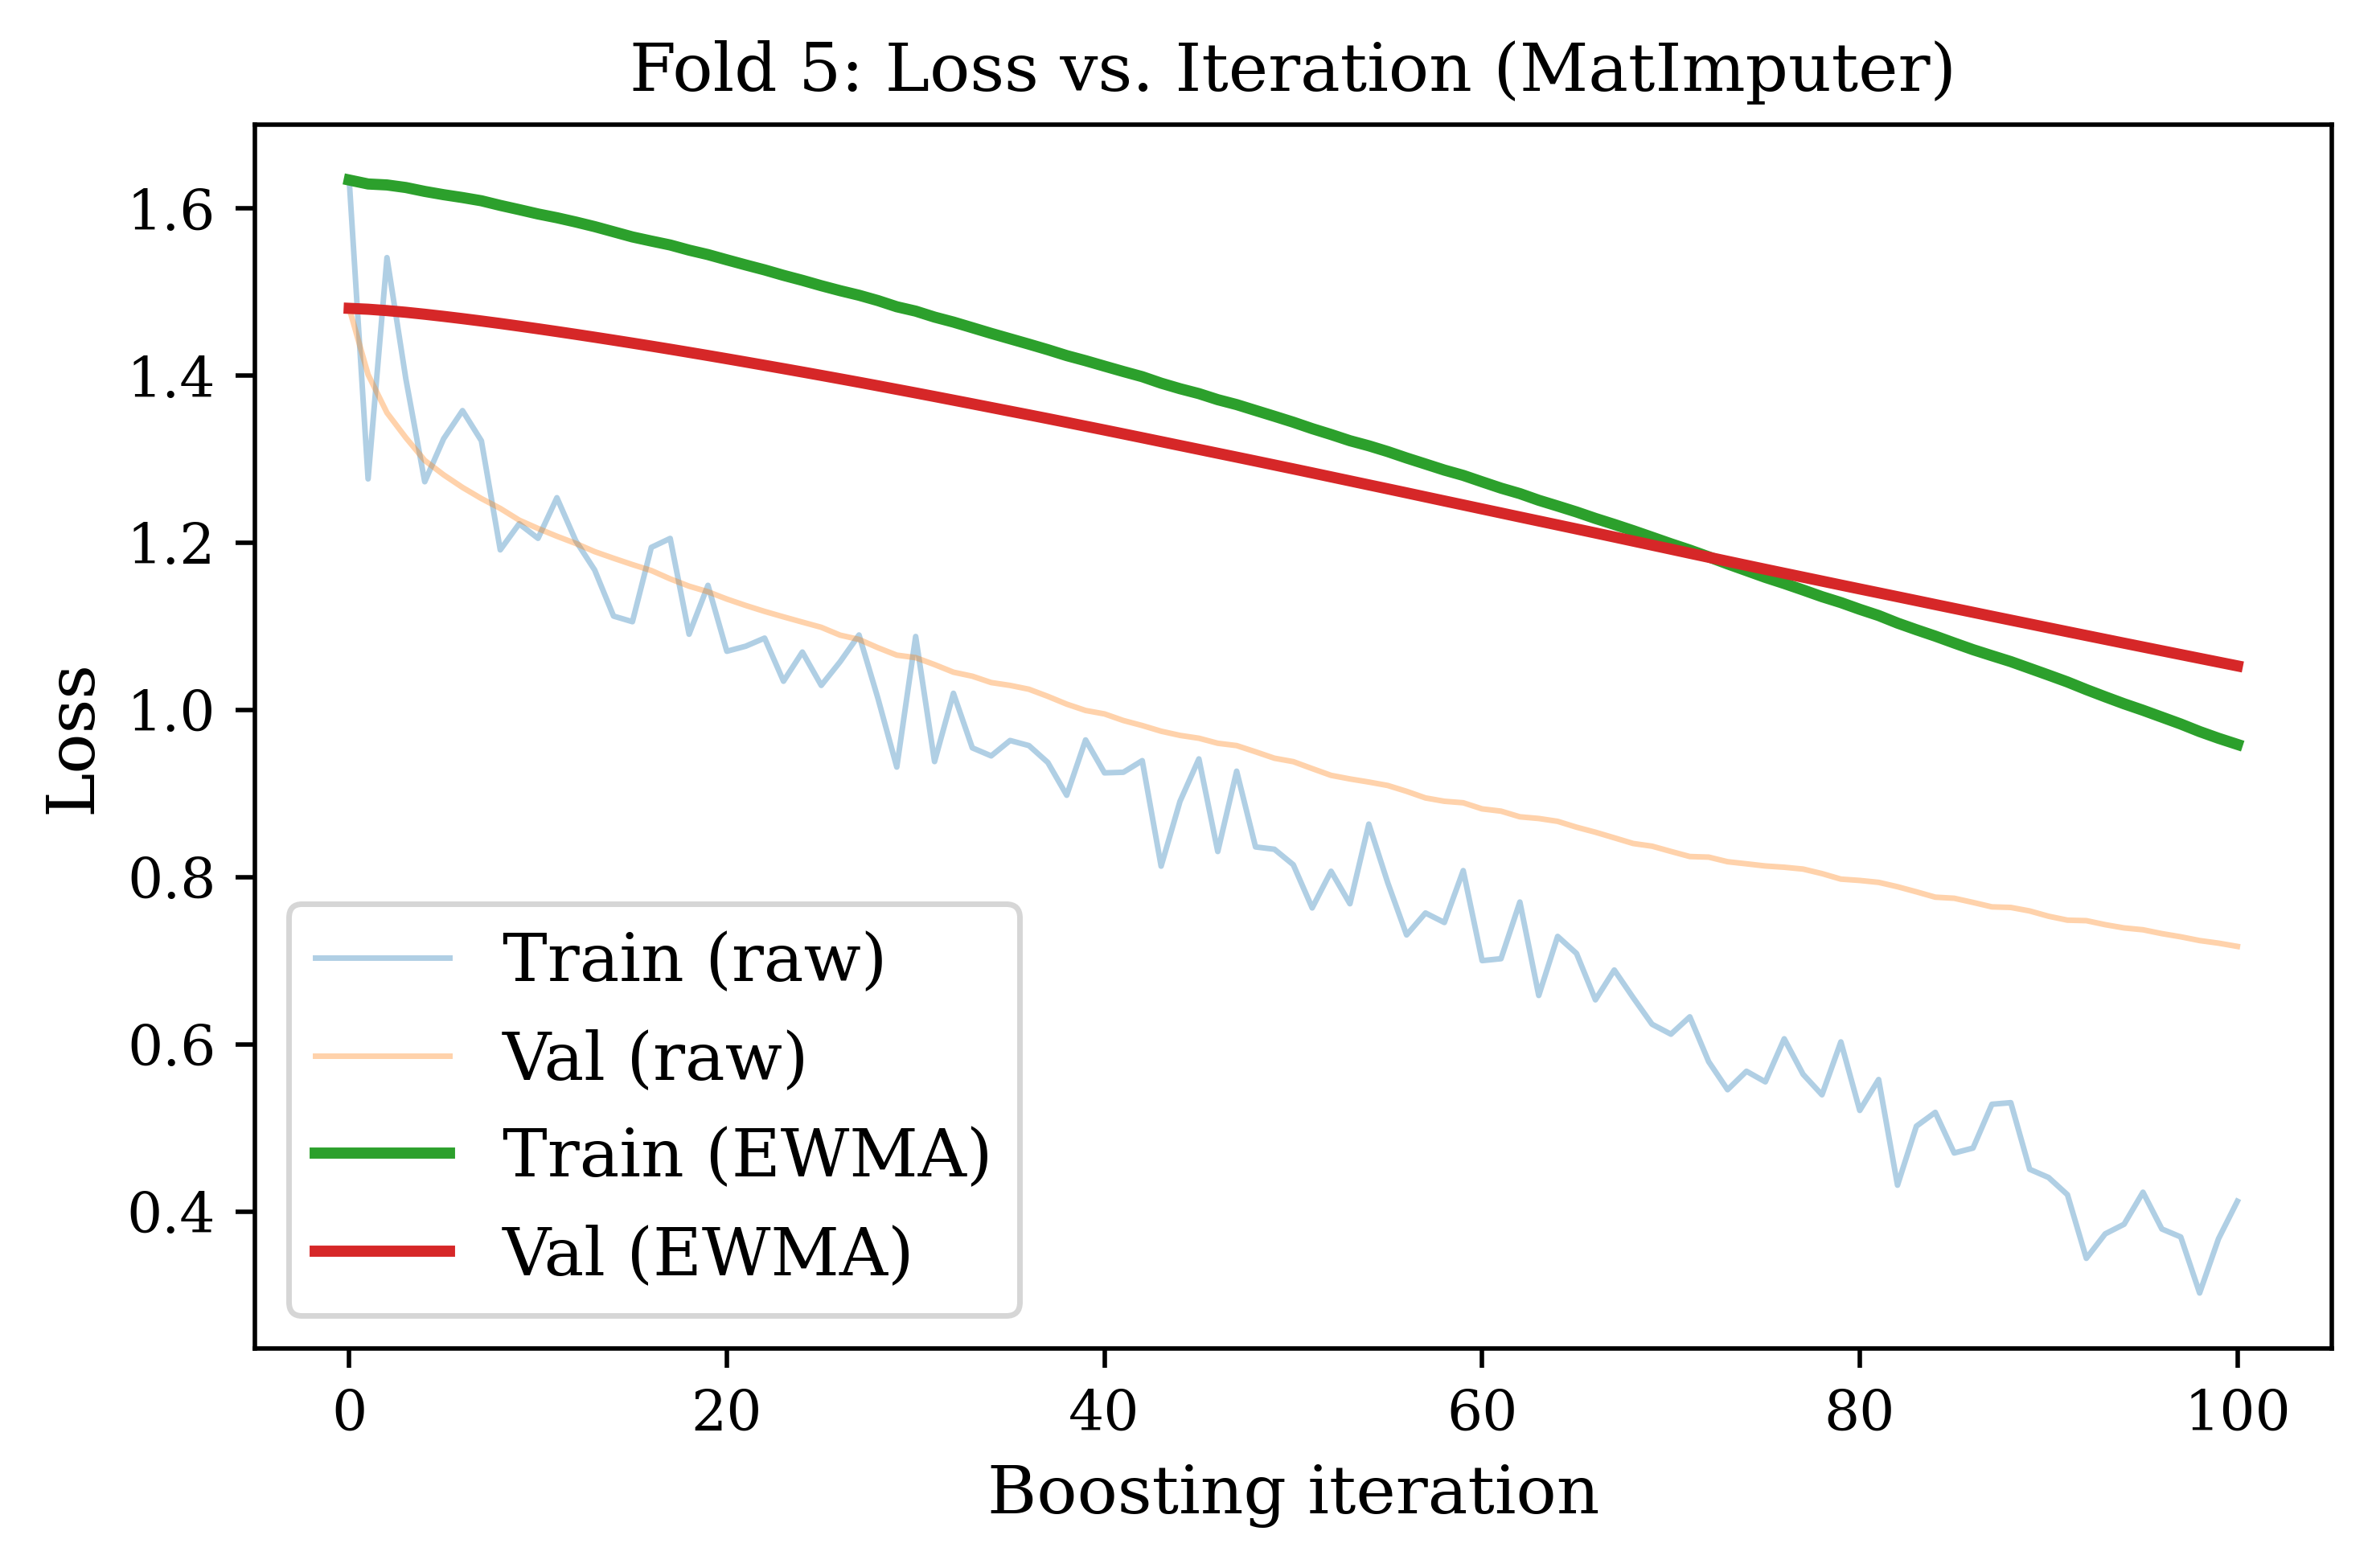 Fold 5: Loss vs. Iteration (MatImputer)
1.6
1.4
1.2
1.0
0.8
0.6
0.4
Loss
Train (raw)
Val (raw)
Train (EWMA)
Val (EWMA)
0 20 40 60 80 100
Boosting iteration